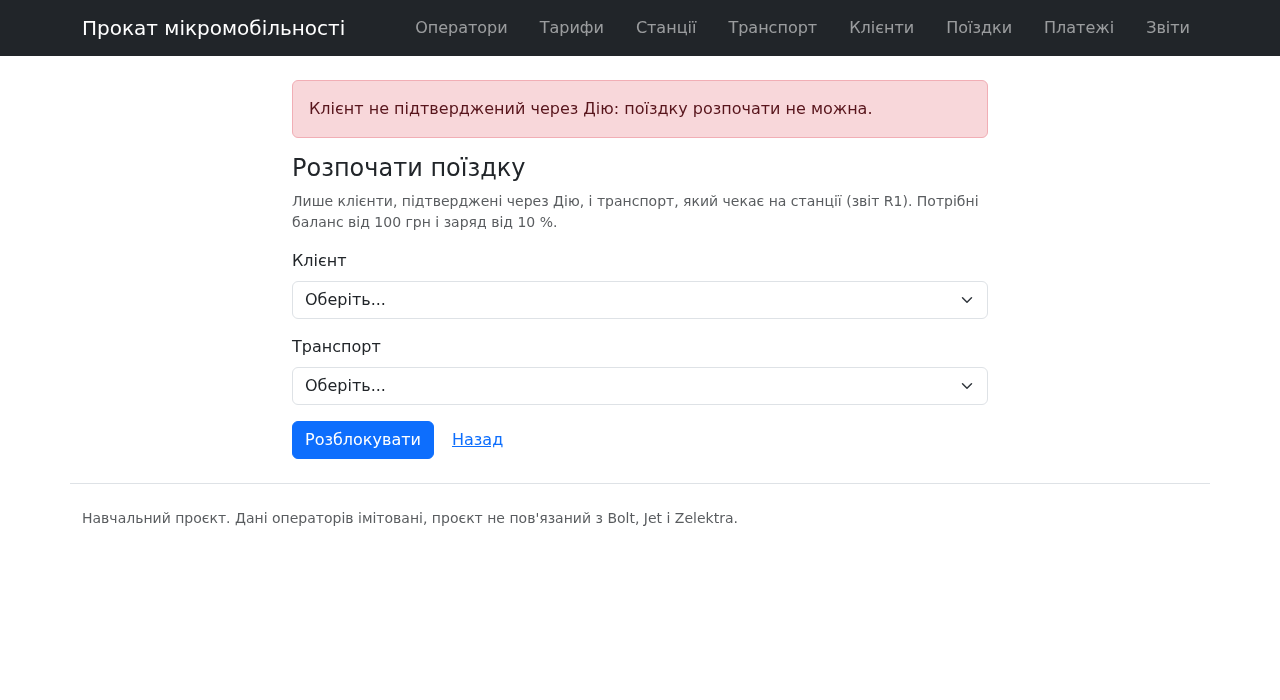 Прокат мікромобільності
Оператори Тарифи Станції Транспорт Клієнти Поїздки Платежі Звіти
Клієнт не підтверджений через Дію: поїздку розпочати не можна.
Розпочати поїздку
Лише клієнти, підтверджені через Дію, і транспорт, який чекає на станції (звіт R1). Потрібні
баланс від 100 грн і заряд від 10 %.
Клієнт
Оберіть...
Транспорт
Оберіть...
Розблокувати Назад
Навчальний проєкт. Дані операторів імітовані, проєкт не пов'язаний з Bolt, Jet і Zelektra.